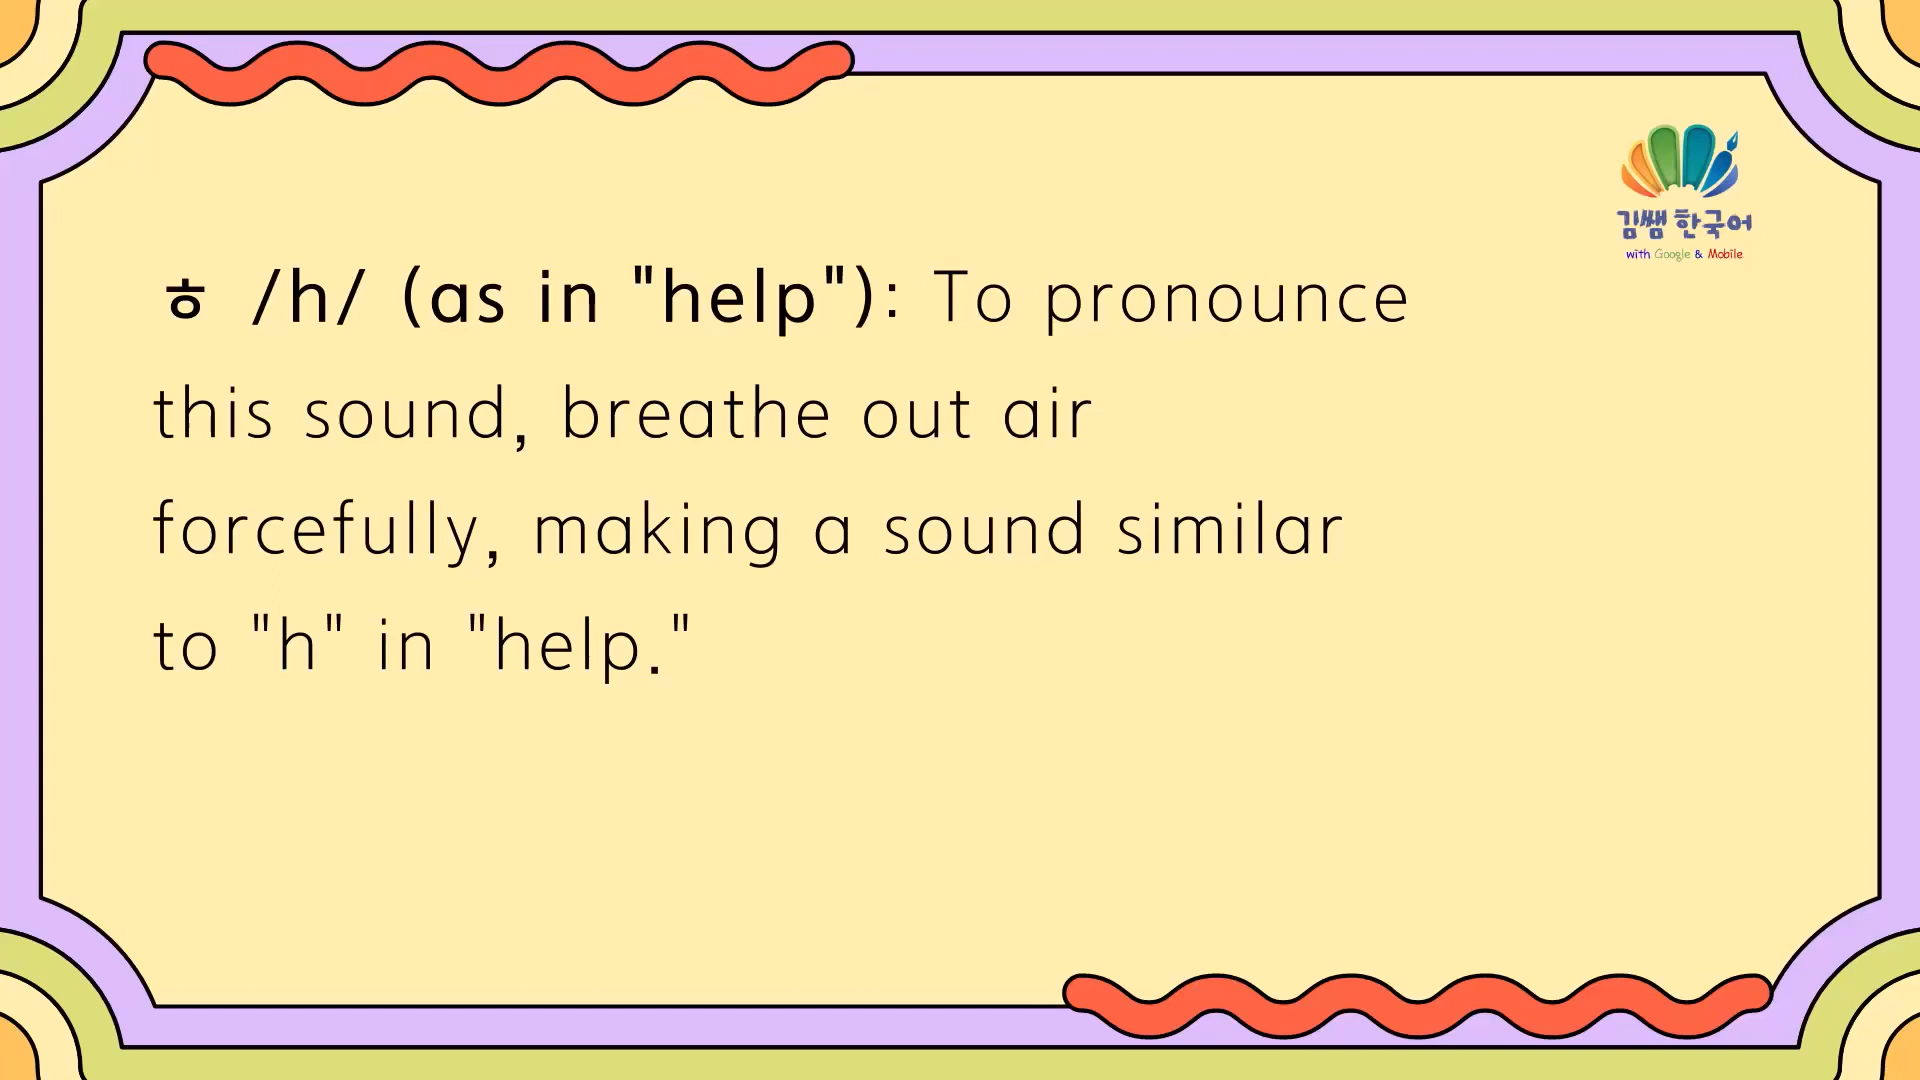 김쌤 한국어
with Google & Mobile
ㅎ /h/ (as in "help"): To pronounce
this sound, breathe out air
forcefully, making a sound similar
to "h" in "help."